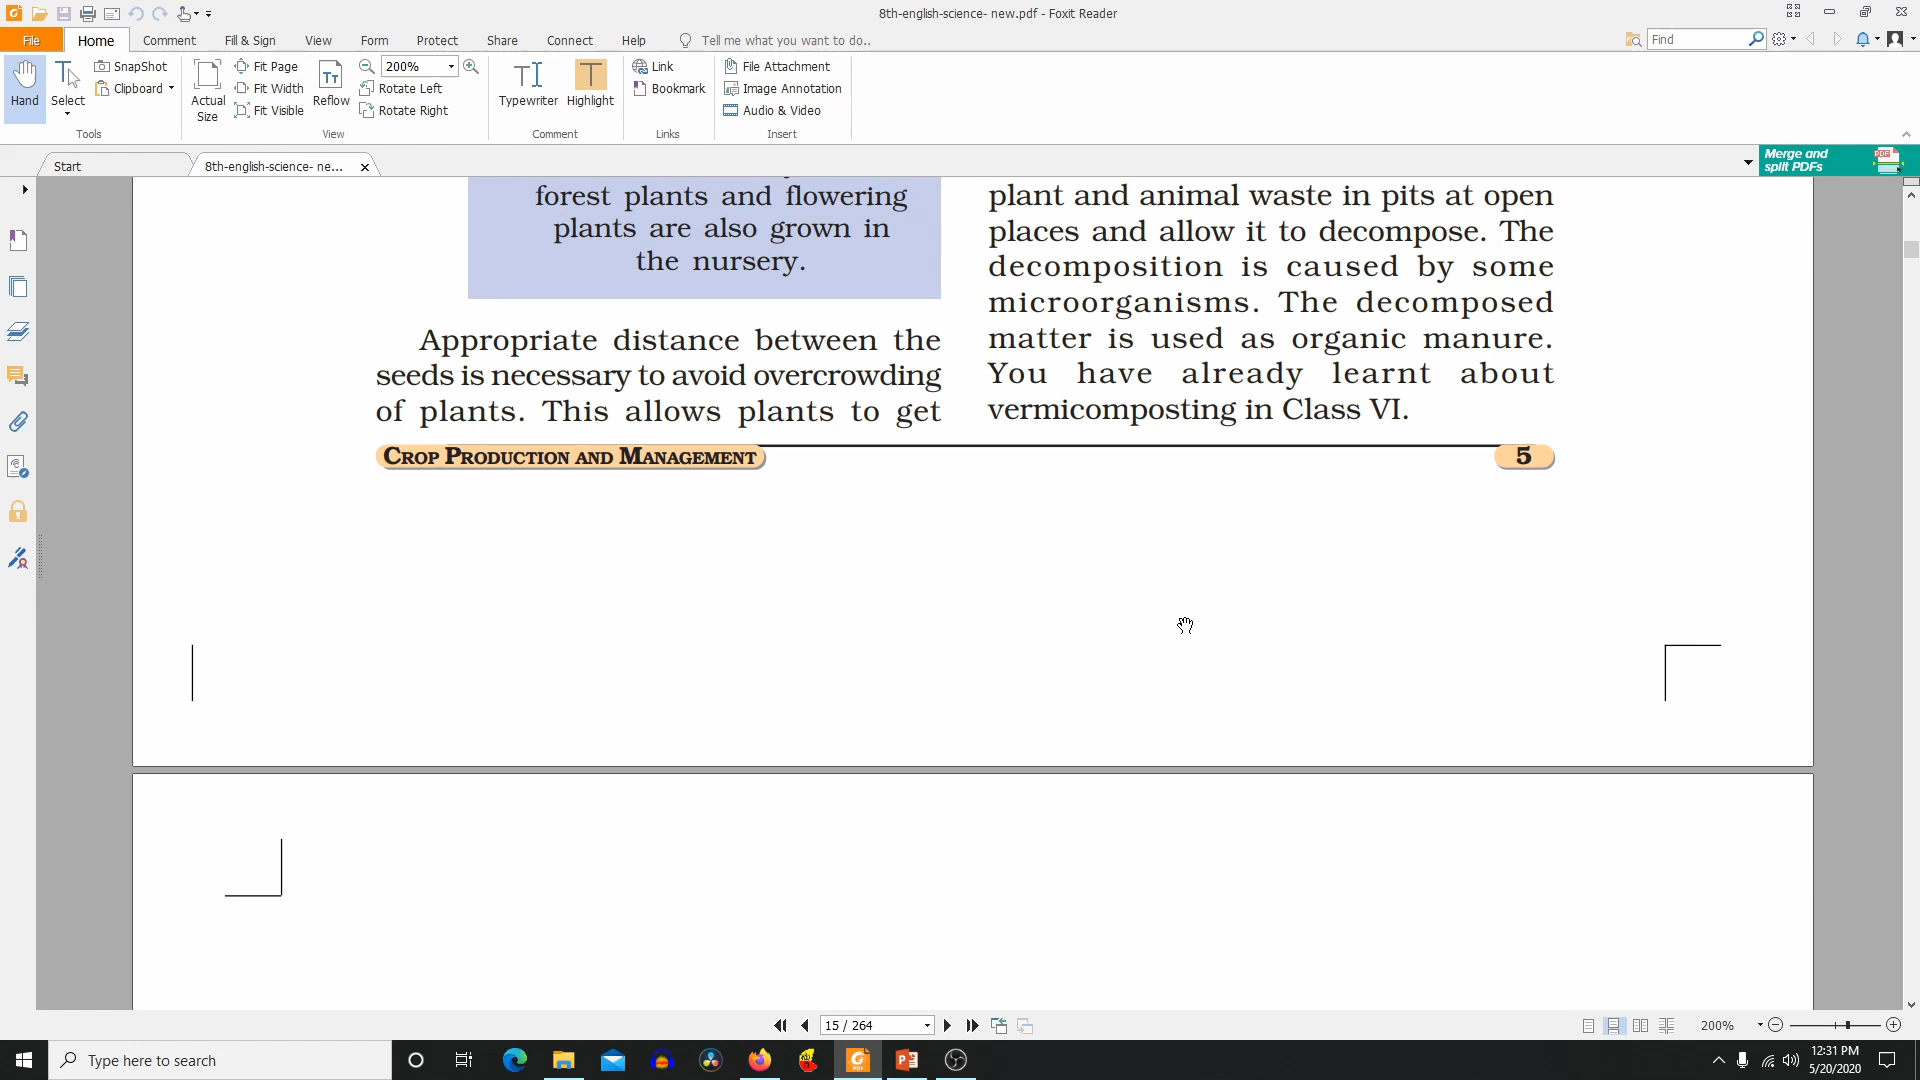 8th-english-science- new.pdf - Foxit Reader
File Home Comment Fill & Sign View Form Protect Share Connect Help Tell me what you want to do.. Find
Hand
Select
SnapShot
Clipboard
Tools
Actual
Size
Fit Page
Fit Width
Fit Visible
Reflow
200%
Rotate Left
Rotate Right
View
Typewriter
Highlight
Comment
Link
Bookmark
Links
File Attachment
Image Annotation
Audio & Video
Insert
Start
8th-english-science- ne...
Merge and
split PDFs
forest plants and flowering
plants are also grown in
the nursery.
Appropriate distance between the
seeds is necessary to avoid overcrowding
of plants. This allows plants to get
plant and animal waste in pits at open
places and allow it to decompose. The
decomposition is caused by some
microorganisms. The decomposed
matter is used as organic manure.
You have already learnt about
vermicomposting in Class VI.
CROP PRODUCTION AND MANAGEMENT
5
15 / 264
200%
Type here to search
12:31 PM
5/20/2020